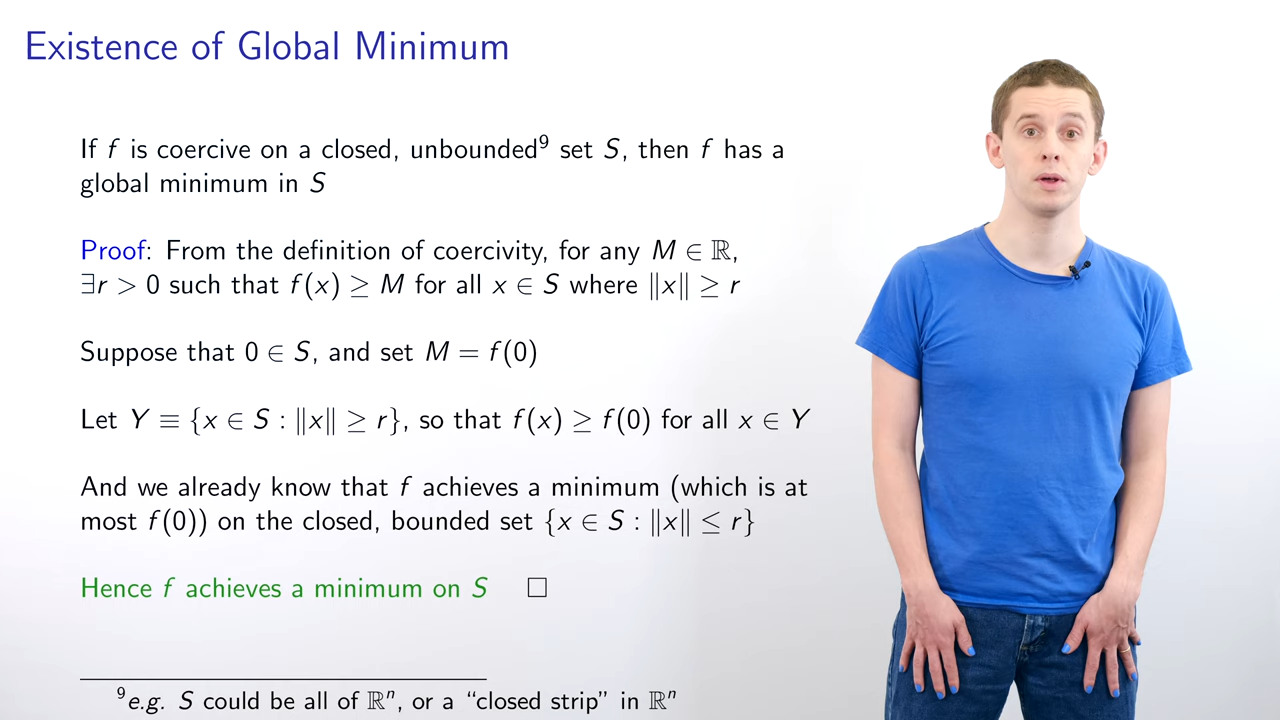 Existence of Global Minimum
If f is coercive on a closed, unbounded⁹ set S, then f has a
global minimum in S
Proof: From the definition of coercivity, for any M ∈ ℝ,
∃r > 0 such that f(x) ≥ M for all x ∈ S where ‖x‖ ≥ r
Suppose that 0 ∈ S, and set M = f(0)
Let Y ≡ {x ∈ S : ‖x‖ ≥ r}, so that f(x) ≥ f(0) for all x ∈ Y
And we already know that f achieves a minimum (which is at
most f(0)) on the closed, bounded set {x ∈ S : ‖x‖ ≤ r}
Hence f achieves a minimum on S □
⁹e.g. S could be all of ℝⁿ, or a “closed strip” in ℝⁿ